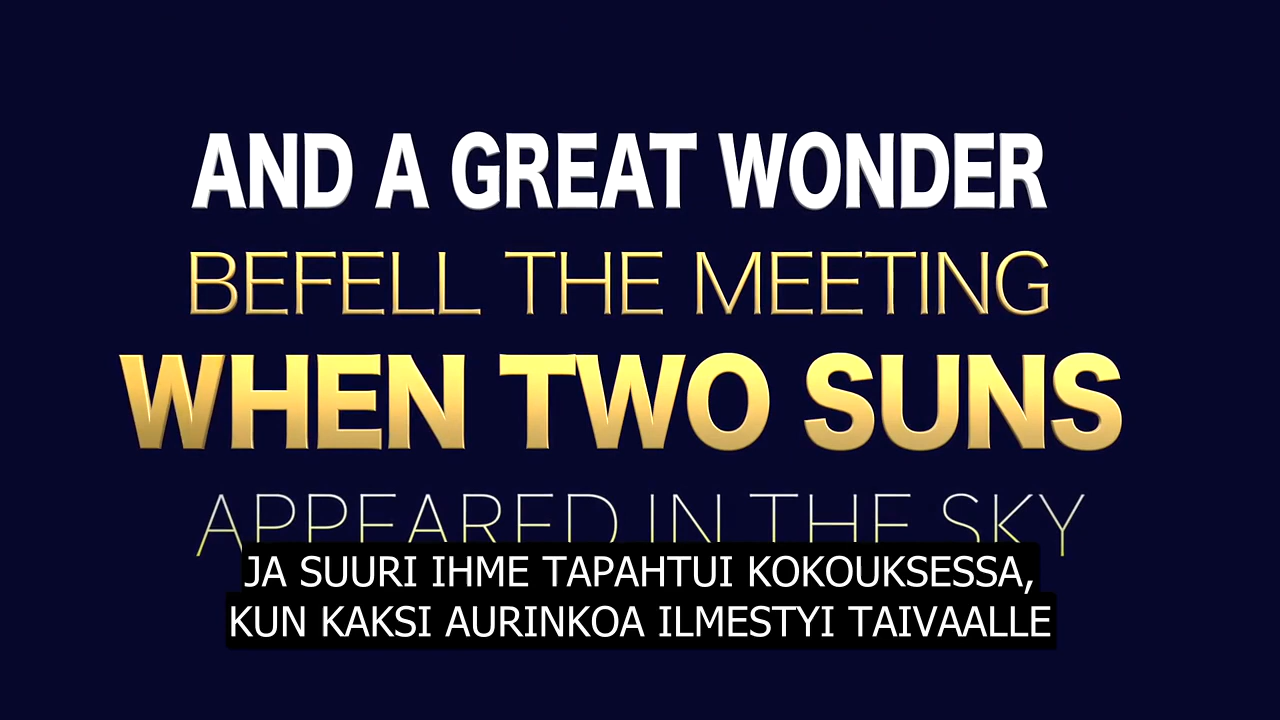 AND A GREAT WONDER
BEFELL THE MEETING
WHEN TWO SUNS
APPEARED IN THE SKY
JA SUURI IHME TAPAHTUI KOKOUKSESSA,
KUN KAKSI AURINKOA ILMESTYI TAIVAALLE